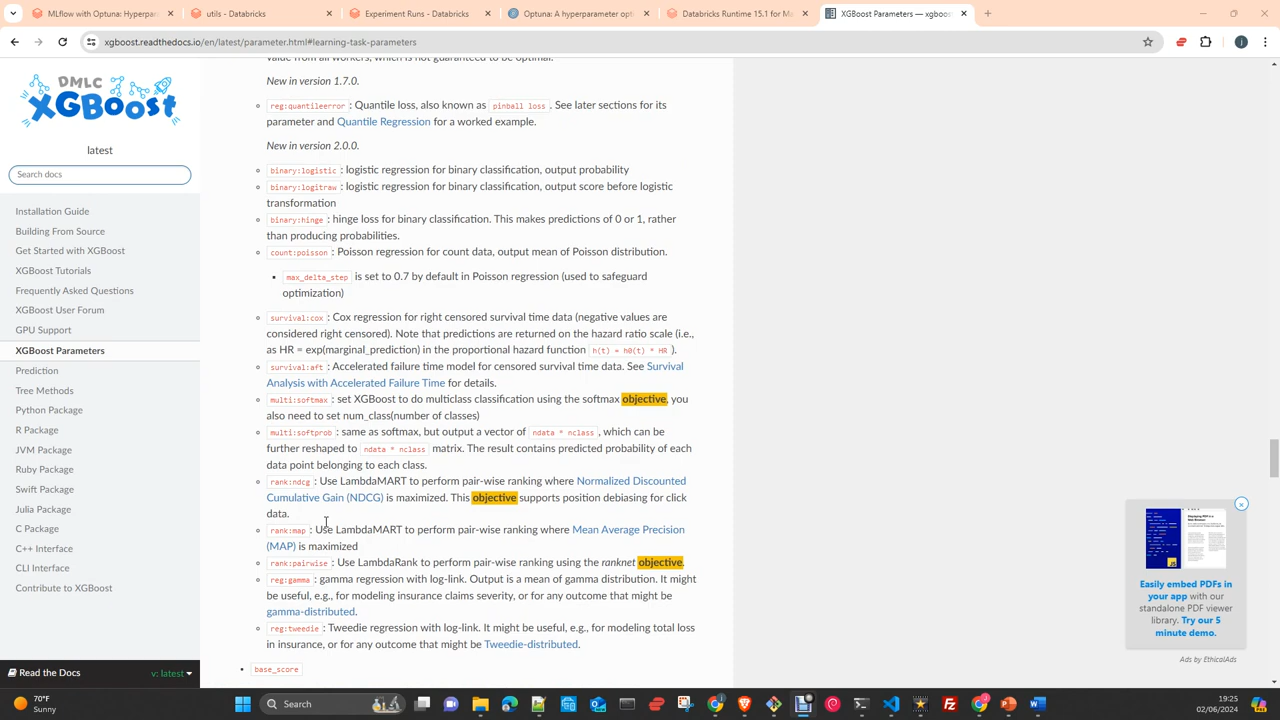 MLflow with Optuna: Hyperpar
utils - Databricks
Experiment Runs - Databricks
Optuna: A hyperparameter opt
Databricks Runtime 15.1 for M
XGBoost Parameters — xgboos
xgboost.readthedocs.io/en/latest/parameter.html#learning-task-parameters
DMLC
XGBoost
latest
Search docs
Installation Guide
Building From Source
Get Started with XGBoost
XGBoost Tutorials
Frequently Asked Questions
XGBoost User Forum
GPU Support
XGBoost Parameters
Prediction
Tree Methods
Python Package
R Package
JVM Package
Ruby Package
Swift Package
Julia Package
C Package
C++ Interface
CLI Interface
Contribute to XGBoost
Read the Docs
v: latest
value from all workers, which is not guaranteed to be optimal.
New in version 1.7.0.
reg:quantileerror : Quantile loss, also known as pinball loss . See later sections for its
parameter and Quantile Regression for a worked example.
New in version 2.0.0.
binary:logistic : logistic regression for binary classification, output probability
binary:logitraw : logistic regression for binary classification, output score before logistic
transformation
binary:hinge : hinge loss for binary classification. This makes predictions of 0 or 1, rather
than producing probabilities.
count:poisson : Poisson regression for count data, output mean of Poisson distribution.
max_delta_step is set to 0.7 by default in Poisson regression (used to safeguard
optimization)
survival:cox : Cox regression for right censored survival time data (negative values are
considered right censored). Note that predictions are returned on the hazard ratio scale (i.e.,
as HR = exp(marginal_prediction) in the proportional hazard function h(t) = h0(t) * HR ).
survival:aft : Accelerated failure time model for censored survival time data. See Survival
Analysis with Accelerated Failure Time for details.
multi:softmax : set XGBoost to do multiclass classification using the softmax objective, you
also need to set num_class(number of classes)
multi:softprob : same as softmax, but output a vector of ndata * nclass , which can be
further reshaped to ndata * nclass matrix. The result contains predicted probability of each
data point belonging to each class.
rank:ndcg : Use LambdaMART to perform pair-wise ranking where Normalized Discounted
Cumulative Gain (NDCG) is maximized. This objective supports position debiasing for click
data.
rank:map : Use LambdaMART to perform pair-wise ranking where Mean Average Precision
(MAP) is maximized
rank:pairwise : Use LambdaRank to perform pair-wise ranking using the ranknet objective.
reg:gamma : gamma regression with log-link. Output is a mean of gamma distribution. It might
be useful, e.g., for modeling insurance claims severity, or for any outcome that might be
gamma-distributed.
reg:tweedie : Tweedie regression with log-link. It might be useful, e.g., for modeling total loss
in insurance, or for any outcome that might be Tweedie-distributed.
base_score
Easily embed PDFs in
your app with our
standalone PDF viewer
library. Try our 5
minute demo.
Ads by EthicalAds
70°F
Sunny
Search
19:25
02/06/2024